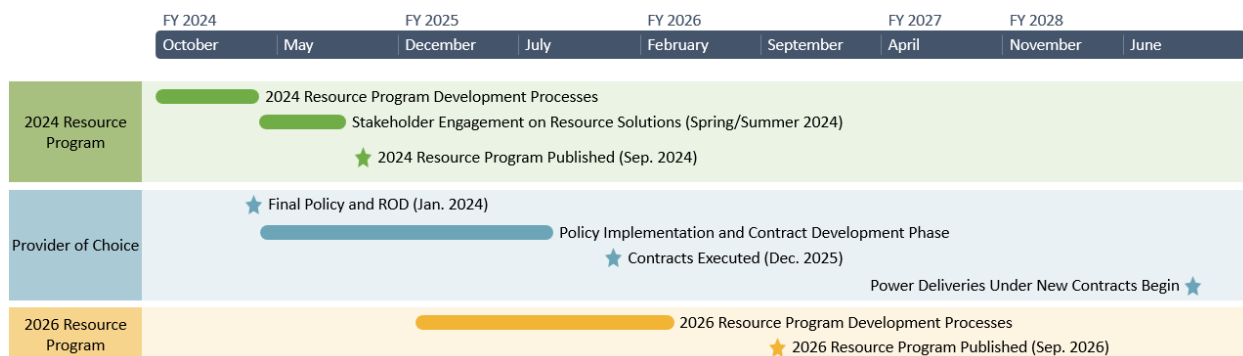 FY 2024 FY 2025 FY 2026 FY 2027 FY 2028
October May December July February September April November June
2024 Resource
Program
2024 Resource Program Development Processes
Stakeholder Engagement on Resource Solutions (Spring/Summer 2024)
2024 Resource Program Published (Sep. 2024)
Provider of Choice
Final Policy and ROD (Jan. 2024)
Policy Implementation and Contract Development Phase
Contracts Executed (Dec. 2025)
Power Deliveries Under New Contracts Begin
2026 Resource
Program
2026 Resource Program Development Processes
2026 Resource Program Published (Sep. 2026)